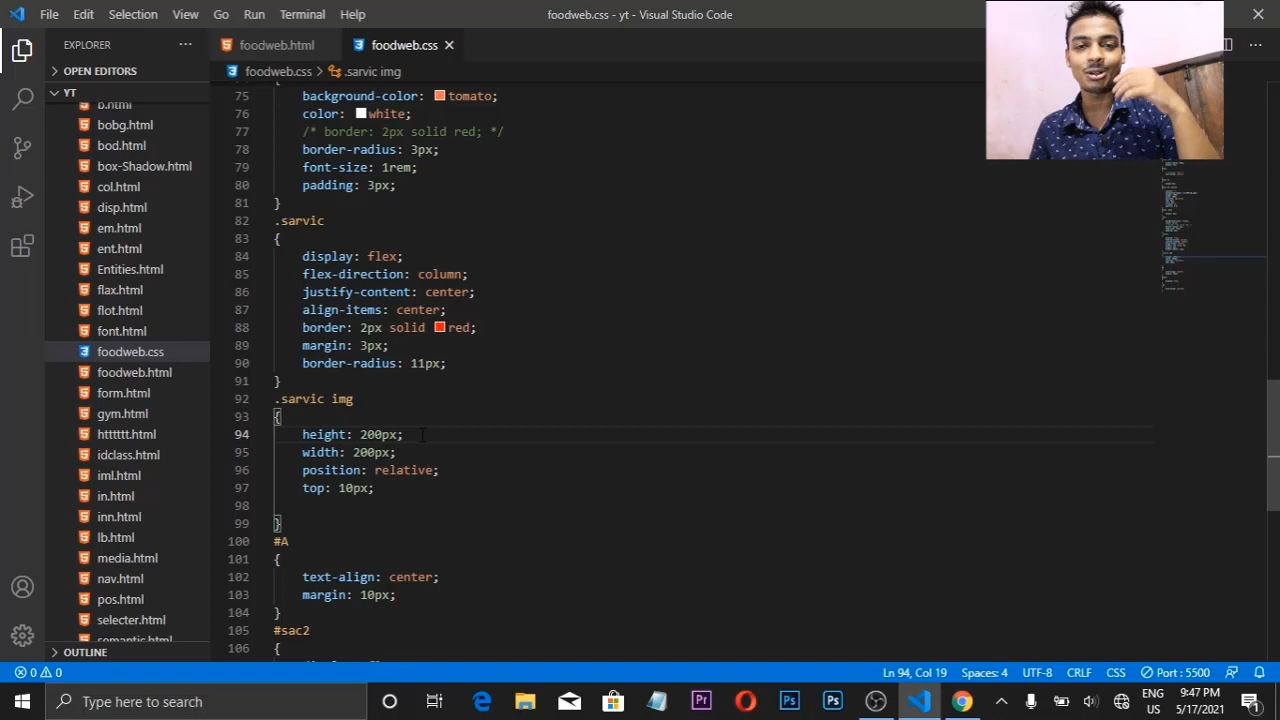 File Edit Selection View Go Run Terminal Help
foodweb.css - yt - Visual Studio Code
EXPLORER
OPEN EDITORS
YT
b.html
bobg.html
bod.html
box-Shadow.html
col.html
disp.html
em.html
ent.html
Entities.html
flax.html
flot.html
font.html
foodweb.css
foodweb.html
form.html
gym.html
htttttt.html
idclass.html
iml.html
in.html
inn.html
lb.html
media.html
nav.html
pos.html
selecter.html
semantic.html
OUTLINE
foodweb.html foodweb.css
foodweb.css > .sarvic img
75 background-color: tomato;
76 color: white;
77 /* border: 2px solid red; */
78 border-radius: 3px;
79 font-size: 1rem;
80 padding: 3px;
81 }
82 .sarvic
83 {
84 display: flex;
85 flex-direction: column;
86 justify-content: center;
87 align-items: center;
88 border: 2px solid red;
89 margin: 3px;
90 border-radius: 11px;
91 }
92 .sarvic img
93 {
94 height: 200px;
95 width: 200px;
96 position: relative;
97 top: 10px;
98
99 }
100 #A
101 {
102 text-align: center;
103 margin: 10px;
104 }
105 #sac2
106 {
0 0 Ln 94, Col 19 Spaces: 4 UTF-8 CRLF CSS Port : 5500
Type here to search
ENG
US
9:47 PM
5/17/2021